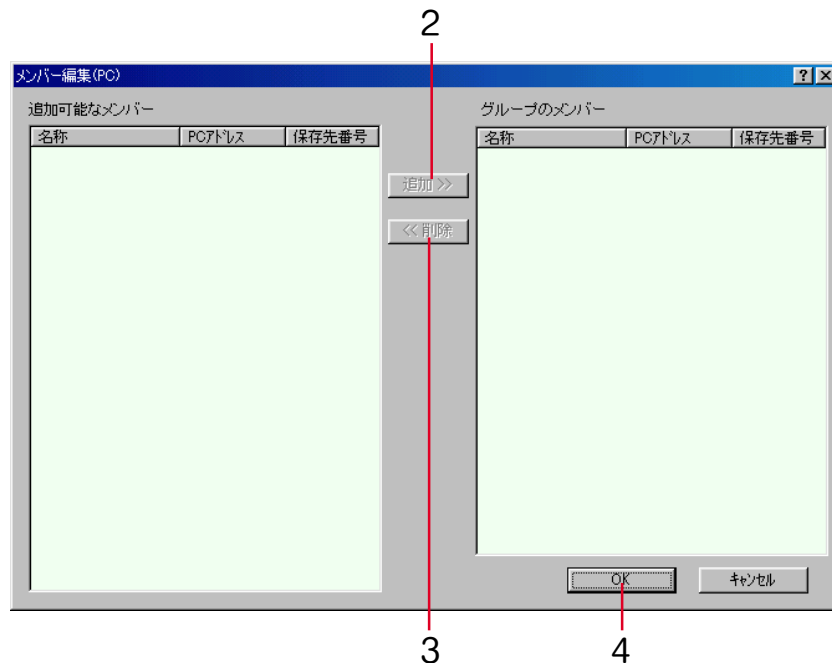 2
メンバー編集(PC)
追加可能なメンバー
グループのメンバー
名称 PCアドレス 保存先番号
名称 PCアドレス 保存先番号
追加 >>
<< 削除
OK キャンセル
3 4